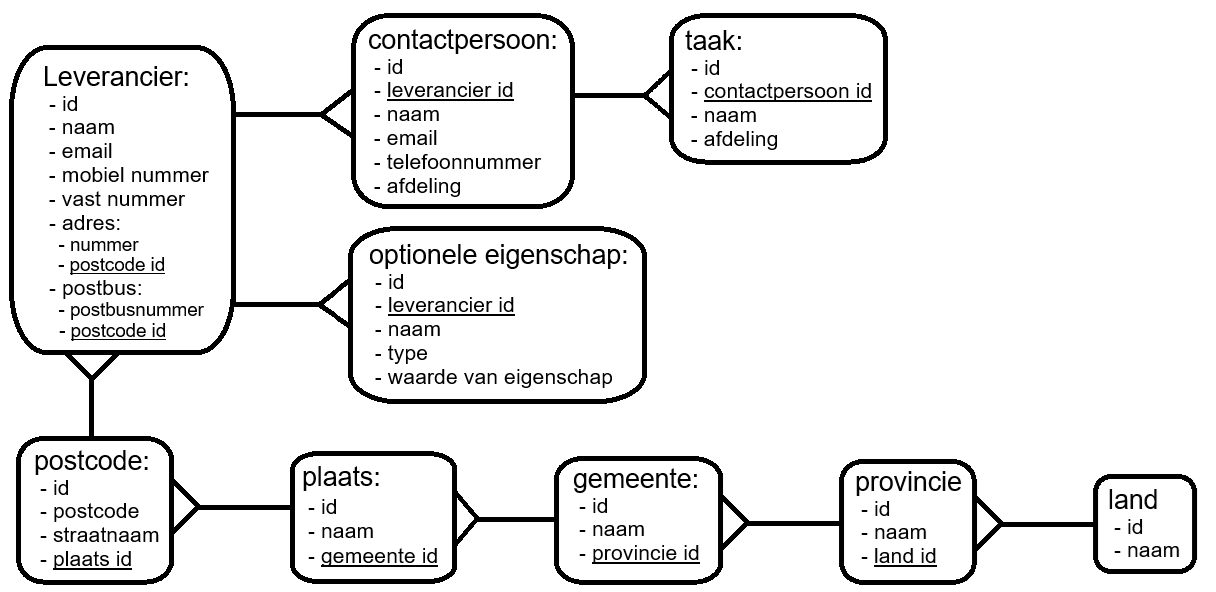 Leverancier:
- id
- naam
- email
- mobiel nummer
- vast nummer
- adres:
- nummer
- postcode id
- postbus:
- postbusnummer
- postcode id
contactpersoon:
- id
- leverancier id
- naam
- email
- telefoonnummer
- afdeling
taak:
- id
- contactpersoon id
- naam
- afdeling
optionele eigenschap:
- id
- leverancier id
- naam
- type
- waarde van eigenschap
postcode:
- id
- postcode
- straatnaam
- plaats id
plaats:
- id
- naam
- gemeente id
gemeente:
- id
- naam
- provincie id
provincie
- id
- naam
- land id
land
- id
- naam